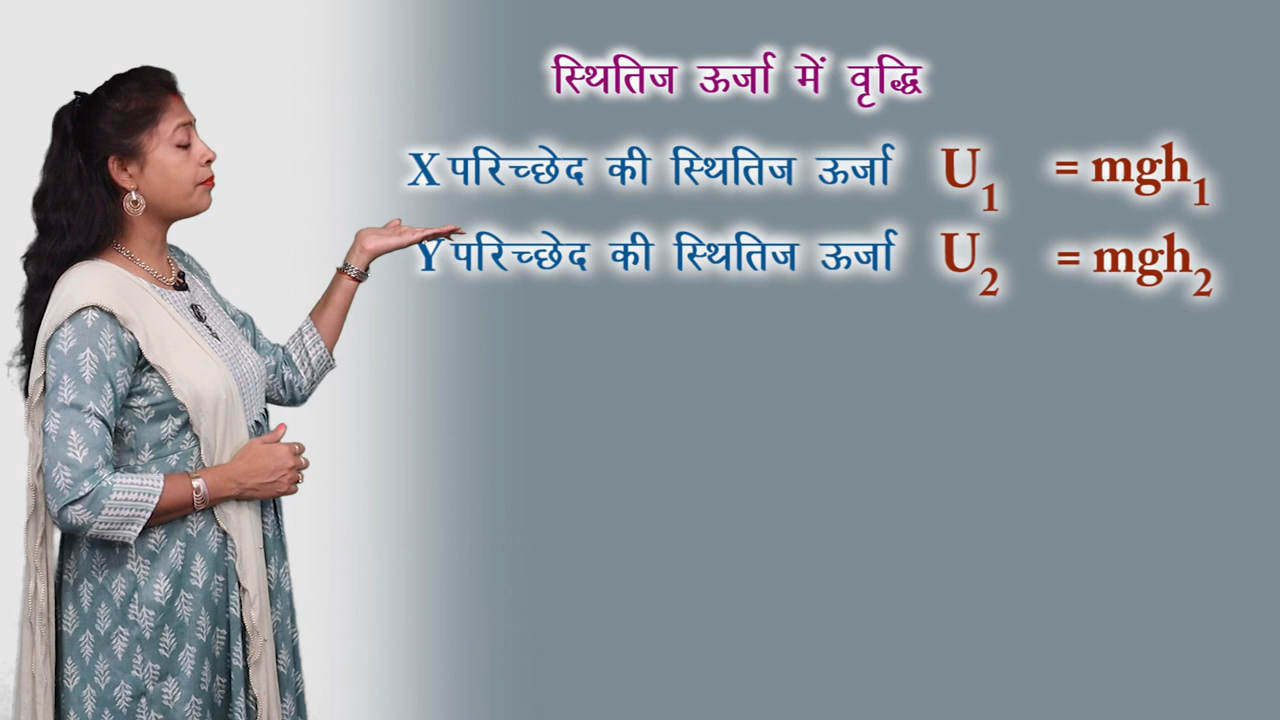 स्थितिज ऊर्जा में वृद्धि
X परिच्छेद की स्थितिज ऊर्जा U₁ = mgh₁
Y परिच्छेद की स्थितिज ऊर्जा U₂ = mgh₂